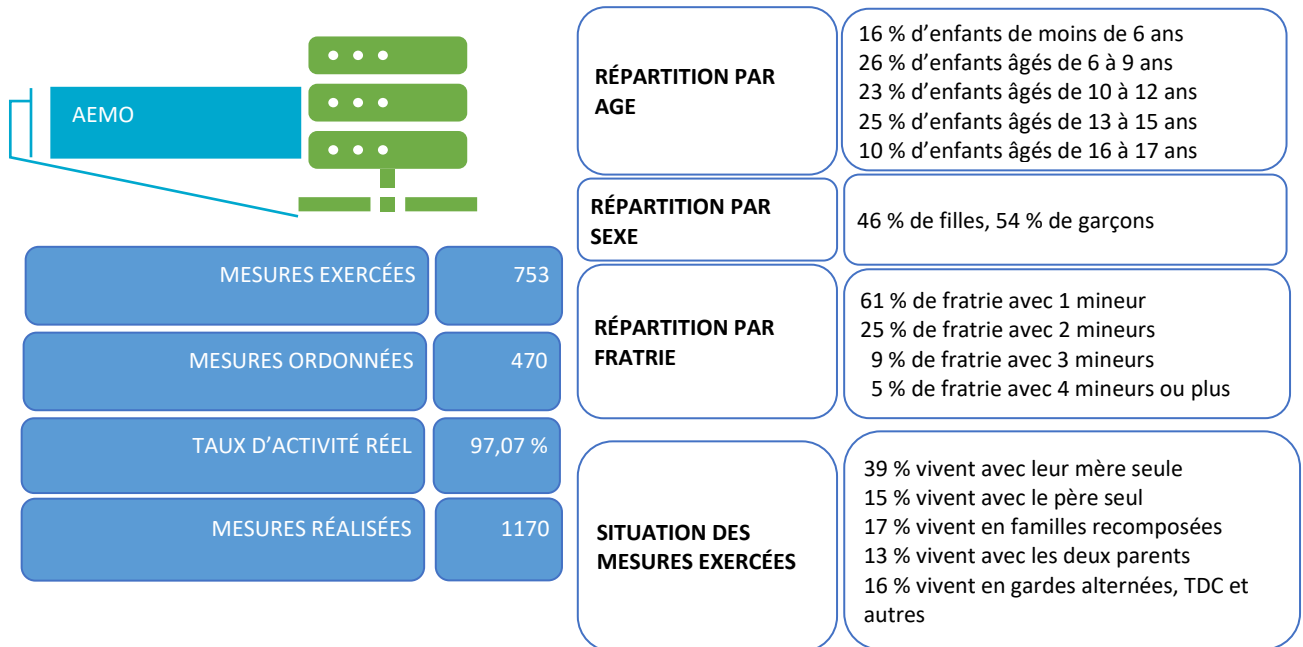 AEMO
MESURES EXERCÉES 753
MESURES ORDONNÉES 470
TAUX D'ACTIVITÉ RÉEL 97,07 %
MESURES RÉALISÉES 1170
RÉPARTITION PAR
AGE
16 % d'enfants de moins de 6 ans
26 % d'enfants âgés de 6 à 9 ans
23 % d'enfants âgés de 10 à 12 ans
25 % d'enfants âgés de 13 à 15 ans
10 % d'enfants âgés de 16 à 17 ans
RÉPARTITION PAR
SEXE
46 % de filles, 54 % de garçons
RÉPARTITION PAR
FRATRIE
61 % de fratrie avec 1 mineur
25 % de fratrie avec 2 mineurs
9 % de fratrie avec 3 mineurs
5 % de fratrie avec 4 mineurs ou plus
SITUATION DES
MESURES EXERCÉES
39 % vivent avec leur mère seule
15 % vivent avec le père seul
17 % vivent en familles recomposées
13 % vivent avec les deux parents
16 % vivent en gardes alternées, TDC et
autres